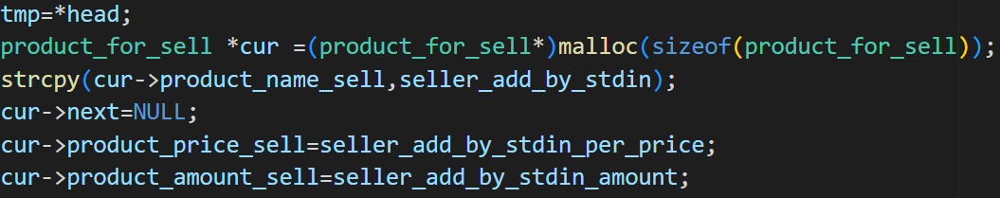 tmp=*head;
product_for_sell *cur =(product_for_sell*)malloc(sizeof(product_for_sell));
strcpy(cur->product_name_sell,seller_add_by_stdin);
cur->next=NULL;
cur->product_price_sell=seller_add_by_stdin_per_price;
cur->product_amount_sell=seller_add_by_stdin_amount;